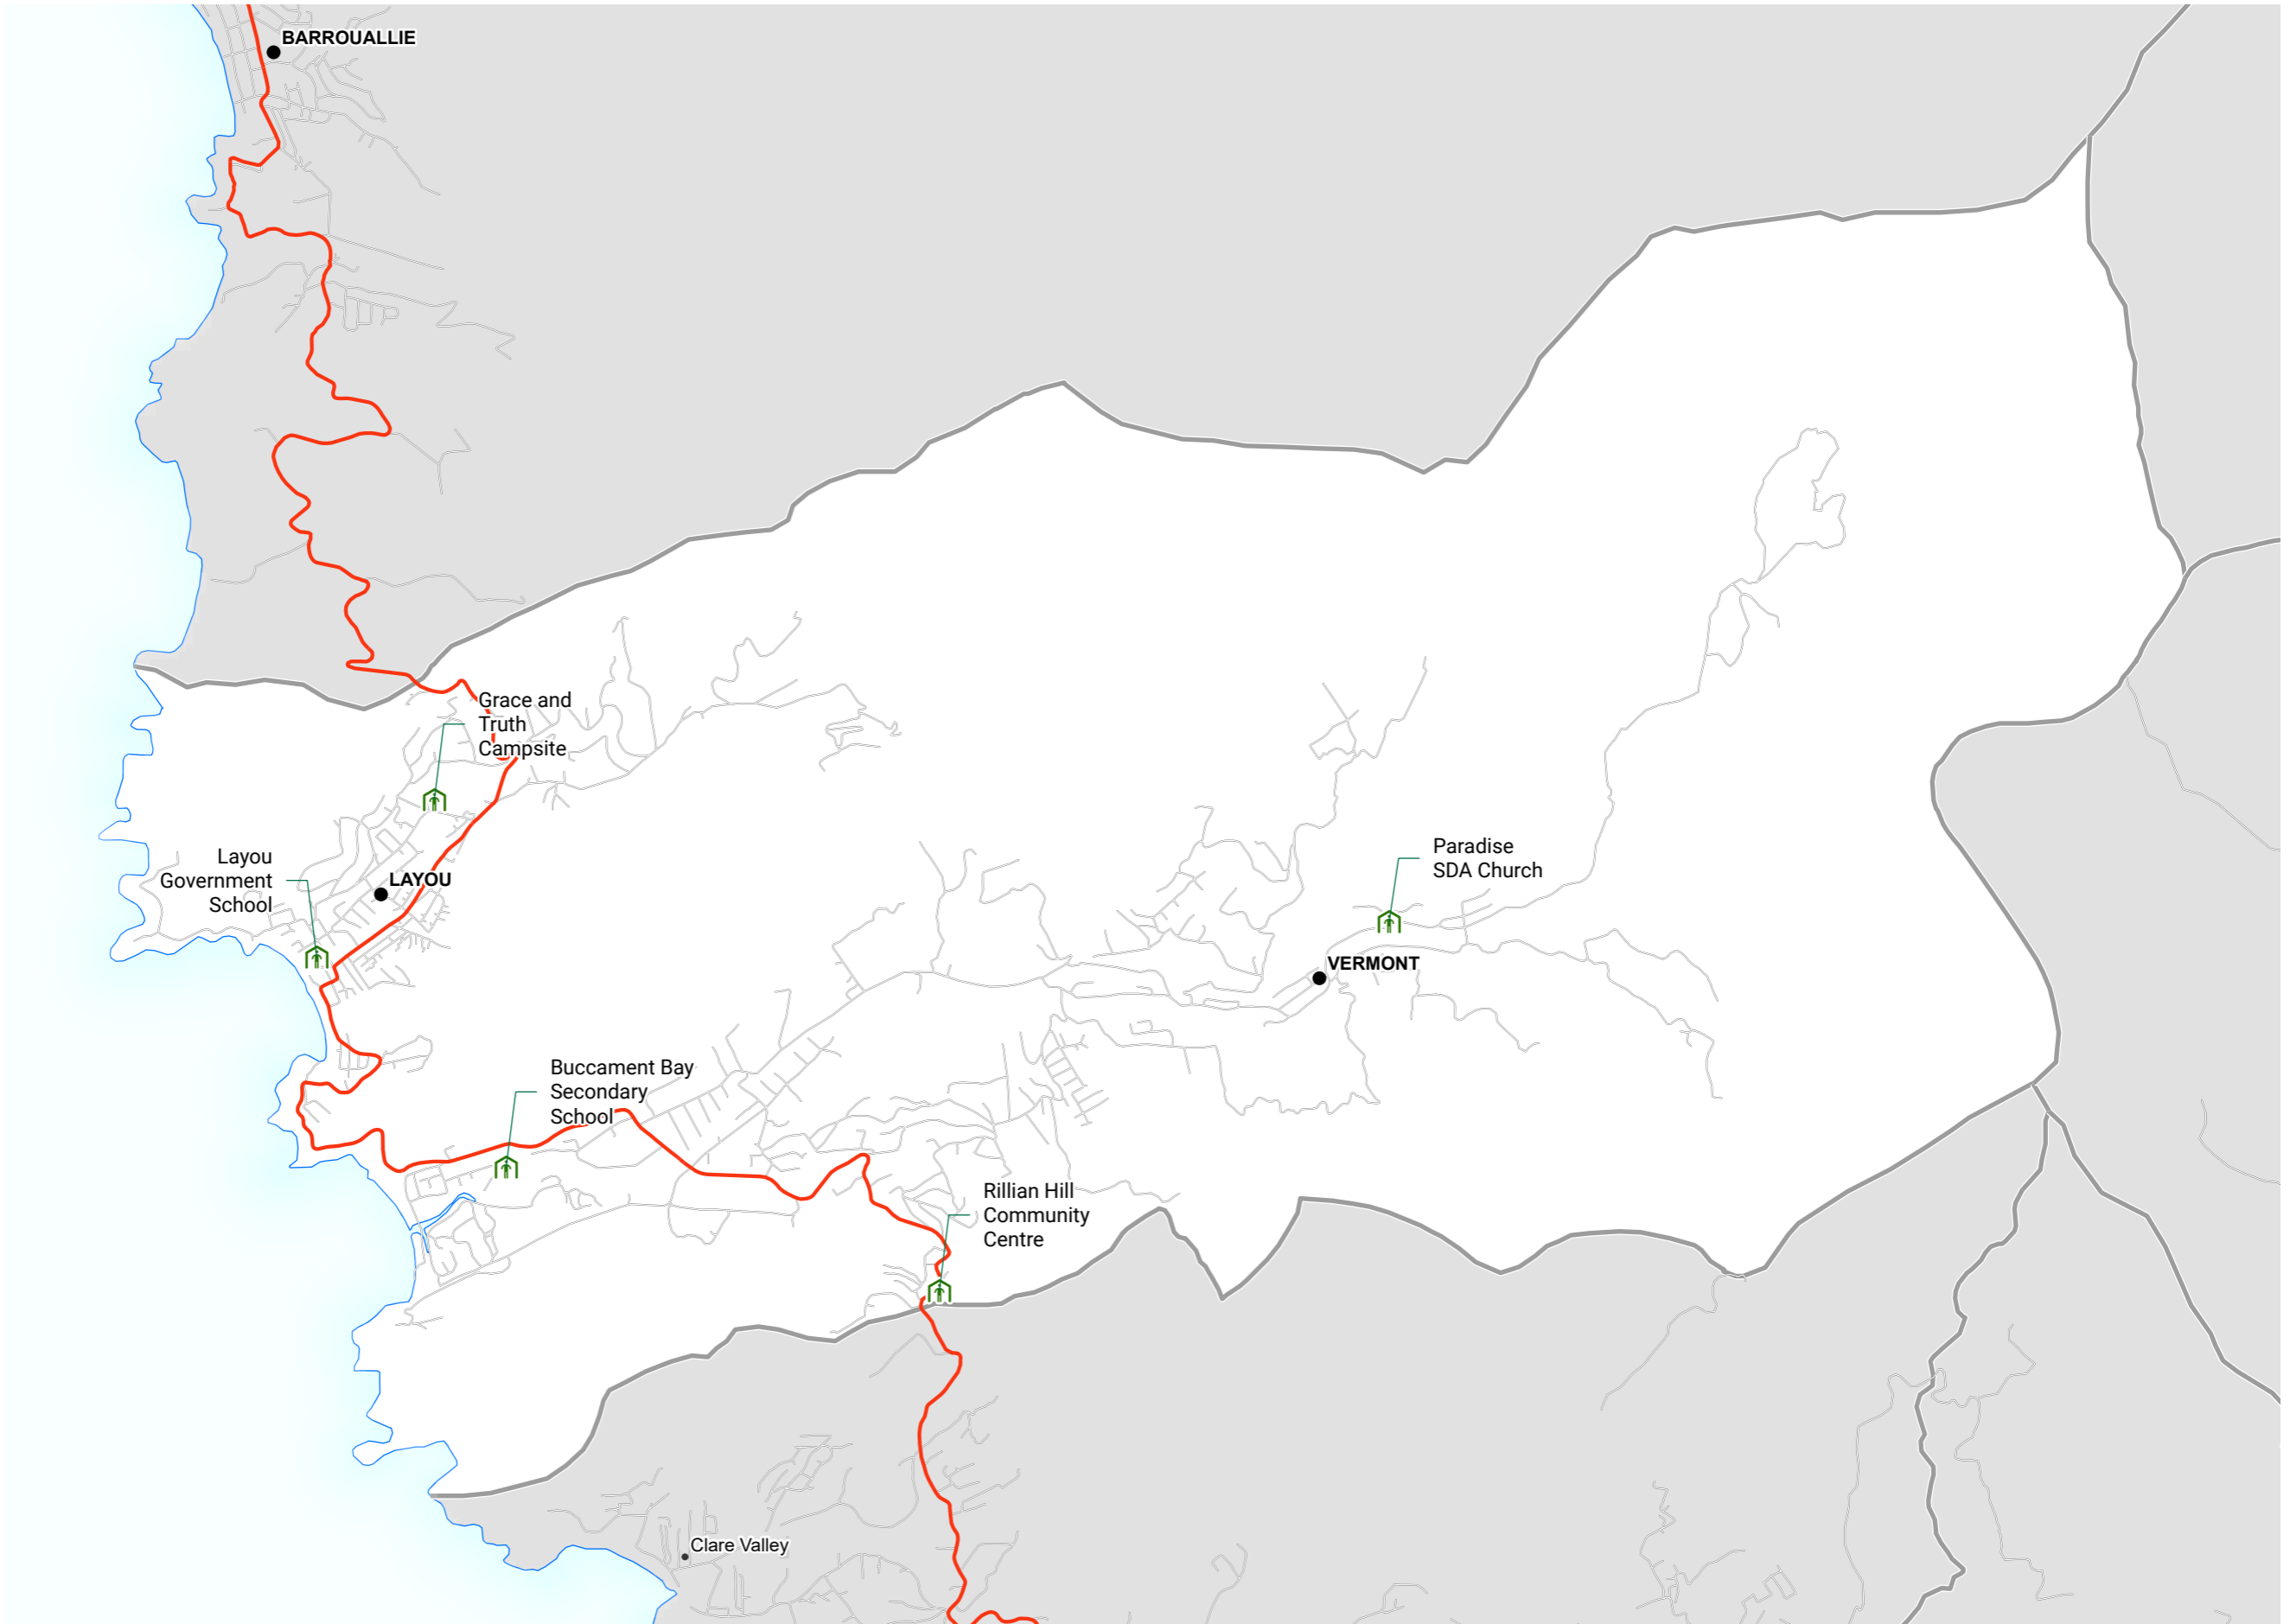 BARROUALLIE
Grace and
Truth
Campsite
Layou
Government
School
LAYOU
Paradise
SDA Church
VERMONT
Buccament Bay
Secondary
School
Rillian Hill
Community
Centre
Clare Valley